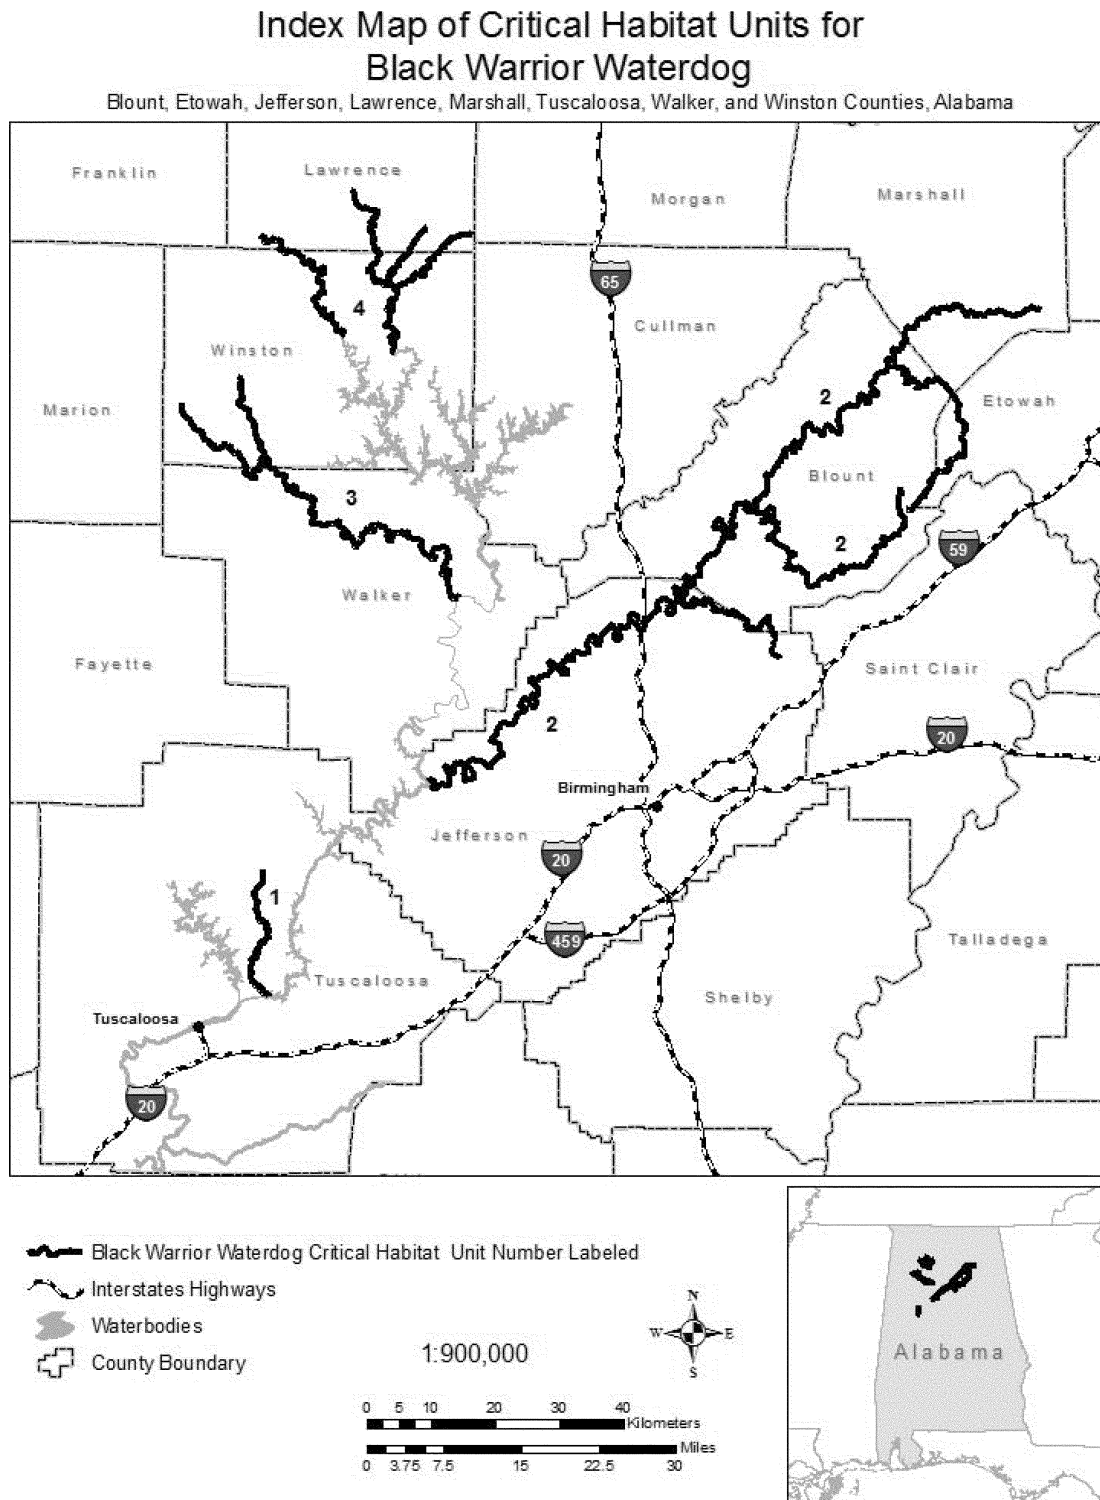 Index Map of Critical Habitat Units for
Black Warrior Waterdog
Blount, Etowah, Jefferson, Lawrence, Marshall, Tuscaloosa, Walker, and Winston Counties, Alabama
Franklin
Lawrence
Morgan
Marshall
65
4
Cullman
Winston
2
Marion
Etowah
Blount
3
2
59
Walker
Fayette
Saint Clair
2
20
Birmingham
Jefferson
20
1
459
Talladega
Tuscaloosa
Shelby
Tuscaloosa
20
Black Warrior Waterdog Critical Habitat Unit Number Labeled
Interstates Highways
Waterbodies
County Boundary
1:900,000
N
W
E
S
0 5 10 20 30 40
Kilometers
Miles
0 3.75 7.5 15 22.5 30
Alabama